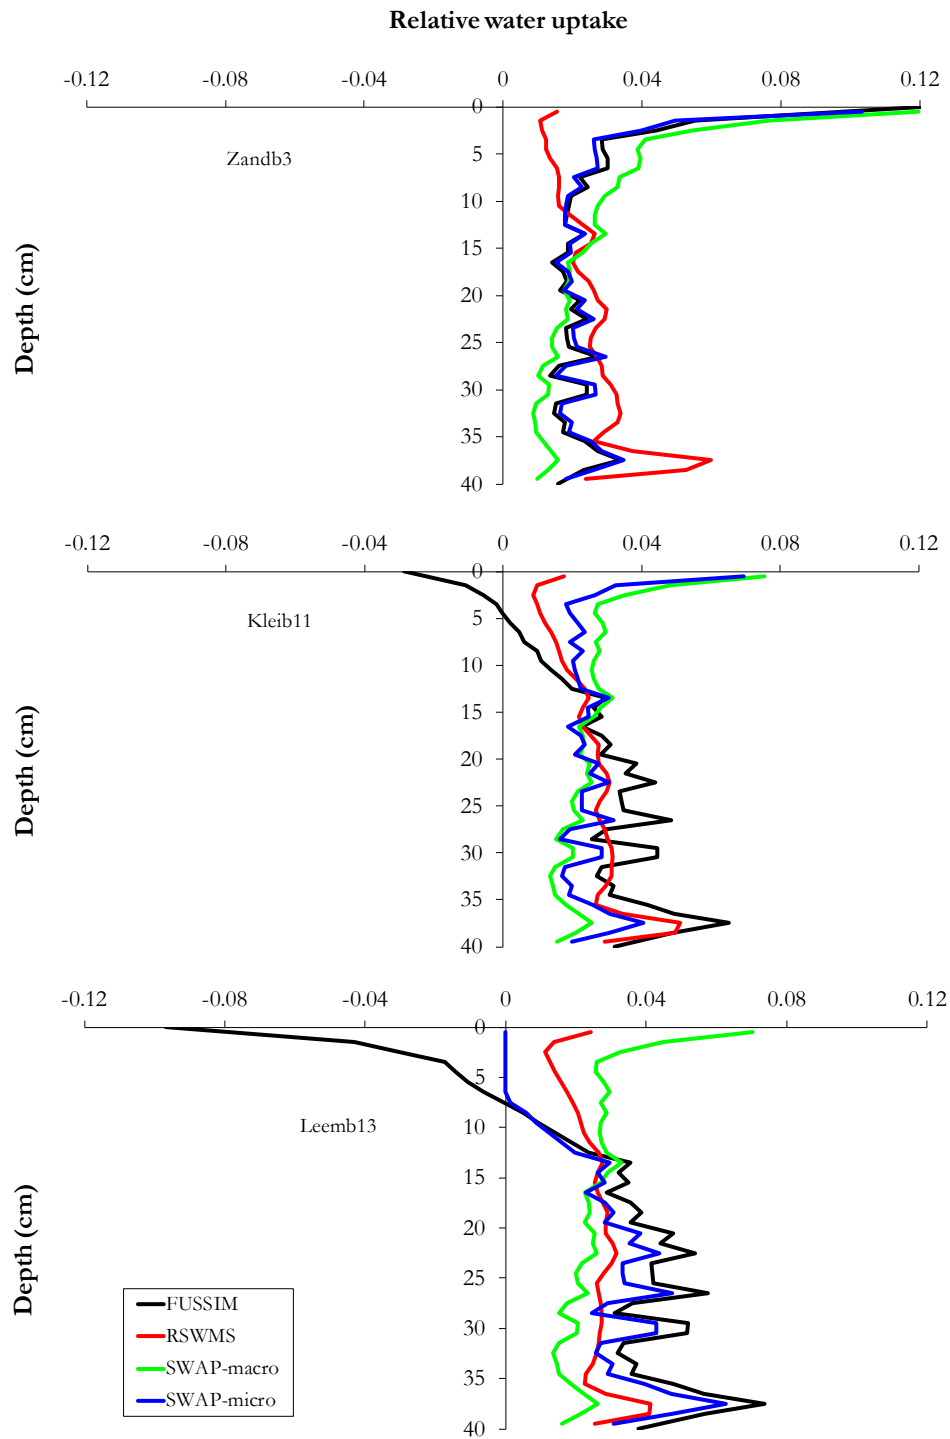 Relative water uptake
-0.12 -0.08 -0.04 0 0.04 0.08 0.12
Zandb3
Depth (cm)
0
5
10
15
20
25
30
35
40
-0.12 -0.08 -0.04 0 0.04 0.08 0.12
Kleib11
Depth (cm)
0
5
10
15
20
25
30
35
40
-0.12 -0.08 -0.04 0 0.04 0.08 0.12
Leemb13
Depth (cm)
0
5
10
15
20
25
30
35
40
FUSSIM
RSWMS
SWAP-macro
SWAP-micro